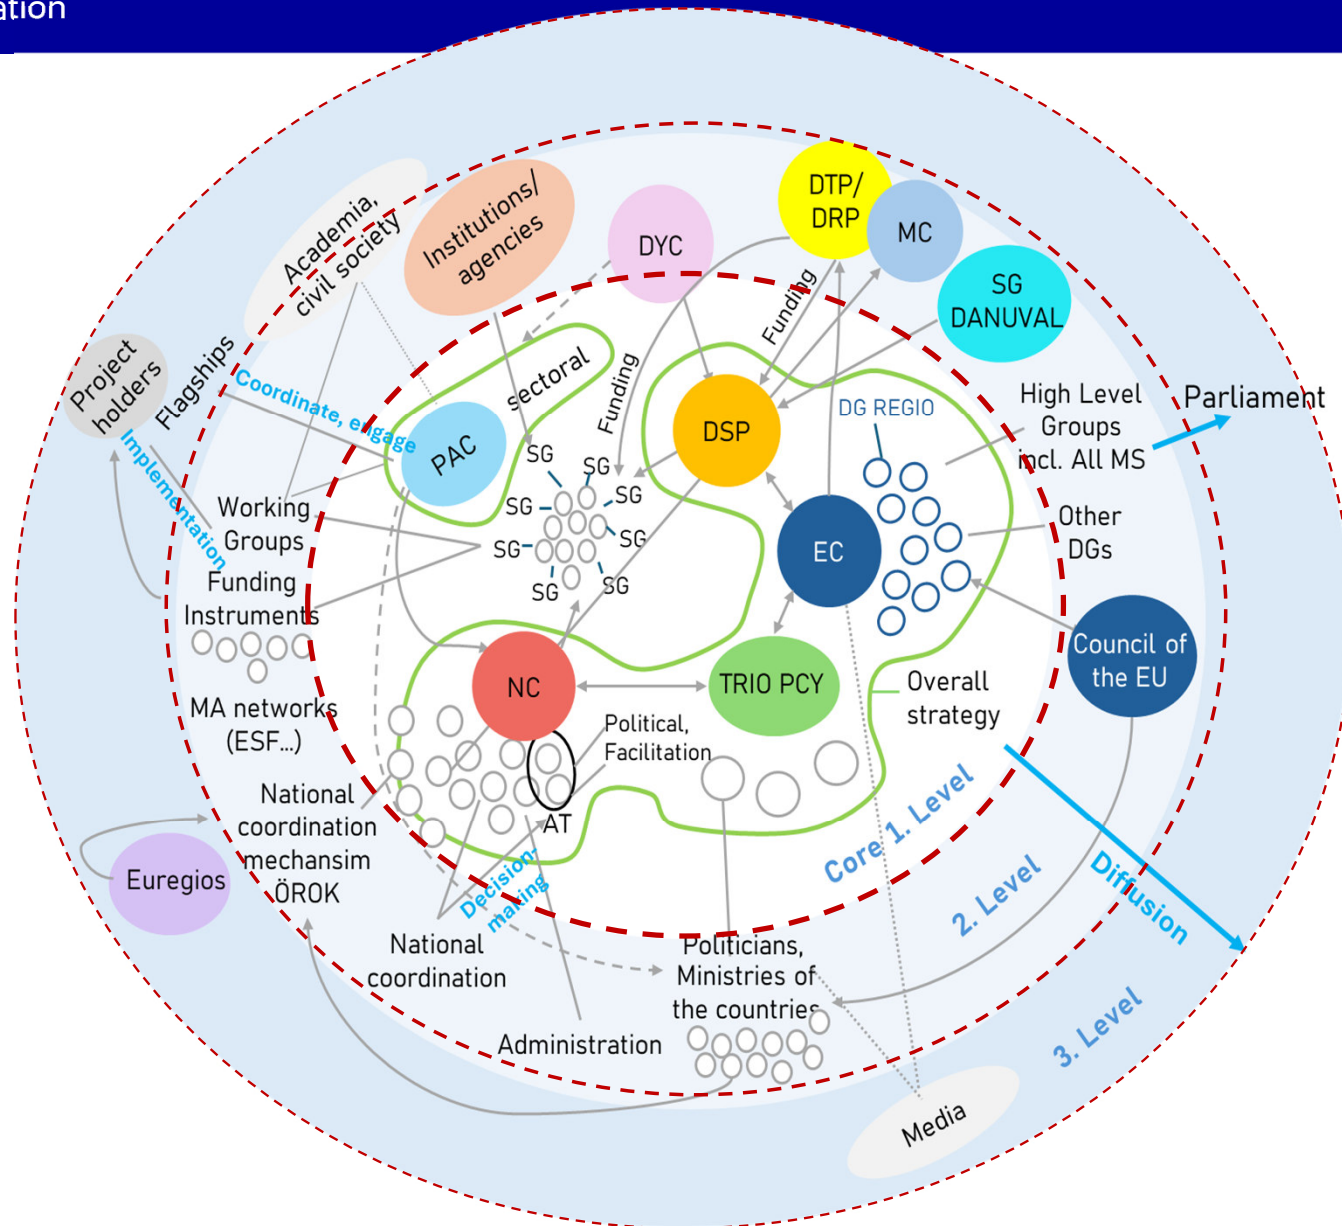 ation
Academia,
civil society
Institutions/
agencies
DYC
DTP/
DRP
MC
SG
DANUVAL
Project
holders
Flagships
Coordinate, engage
Implementation
sectoral
PAC
Funding
Funding
DSP
DG REGIO
High Level
Groups
incl. All MS
Parliament
Other
DGs
EC
SG
SG
SG
SG
SG
SG
SG
SG
Working
Groups
Funding
Instruments
MA networks
(ESF...)
NC
TRIO PCY
Council of
the EU
Overall
strategy
Political,
Facilitation
AT
National
coordination
mechansim
ÖROK
Euregios
Decision-
making
National
coordination
Administration
Politicians,
Ministries of
the countries
Core 1. Level
2. Level
3. Level
Diffusion
Media